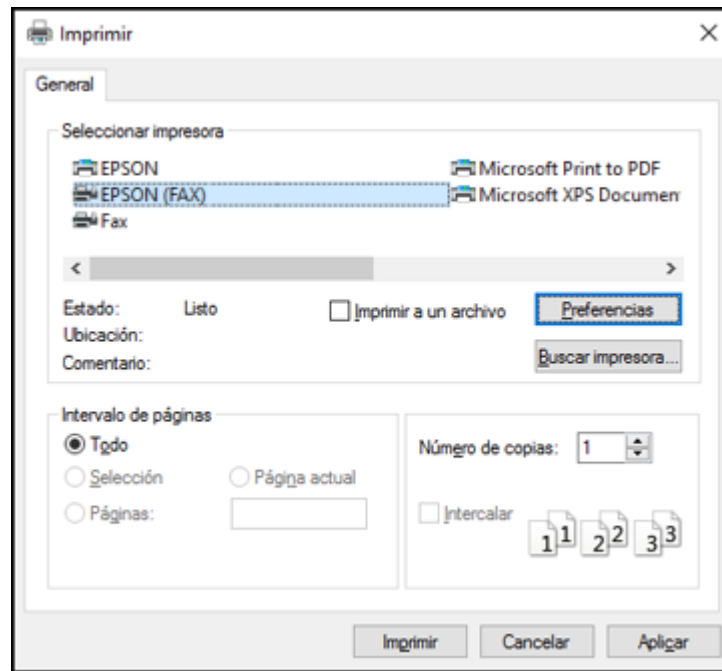 Imprimir
General
Seleccionar impresora
EPSON
Microsoft Print to PDF
EPSON (FAX)
Microsoft XPS Documen
Fax
Estado: Listo
Imprimir a un archivo
Preferencias
Ubicación:
Comentario:
Buscar impresora...
Intervalo de páginas
Todo
Selección
Página actual
Páginas:
Número de copias: 1
Intercalar
1 1 2 2 3 3
Imprimir
Cancelar
Aplicar